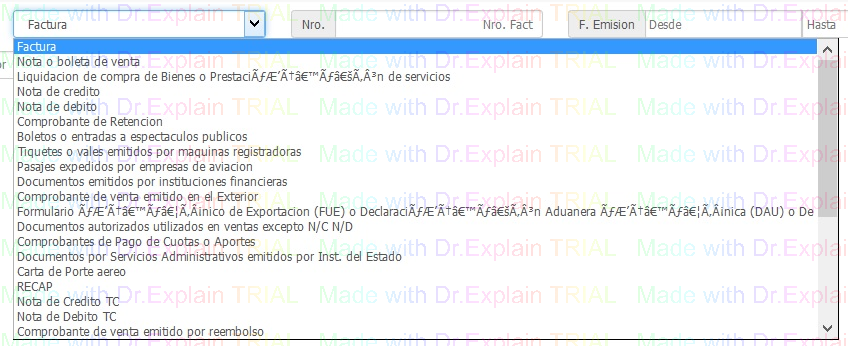 Factura Nro. Nro. Fact F. Emision Desde Hasta
Factura
or Nota o boleta de venta
Liquidacion de compra de Bienes o PrestaciÃƒÆ’Ã†â€™Ãƒâ€šÃ‚Â³n de servicios
Nota de credito
Nota de debito
Comprobante de Retencion
Boletos o entradas a espectaculos publicos
Tiquetes o vales emitidos por maquinas registradoras
Pasajes expedidos por empresas de aviacion
Documentos emitidos por instituciones financieras
Comprobante de venta emitido en el Exterior
Formulario ÃƒÆ’Ã†â€™Ãƒâ€¦Ã‚Âinico de Exportacion (FUE) o DeclaraciÃƒÆ’Ã†â€™Ãƒâ€šÃ‚Â³n Aduanera ÃƒÆ’Ã†â€™Ãƒâ€¦Ã‚Âinica (DAU) o De
Documentos autorizados utilizados en ventas excepto N/C N/D
Comprobantes de Pago de Cuotas o Aportes
Documentos por Servicios Administrativos emitidos por Inst. del Estado
Carta de Porte aereo
RECAP
Nota de Credito TC
Nota de Debito TC
Comprobante de venta emitido por reembolso
Made with Dr.Explain TRIAL